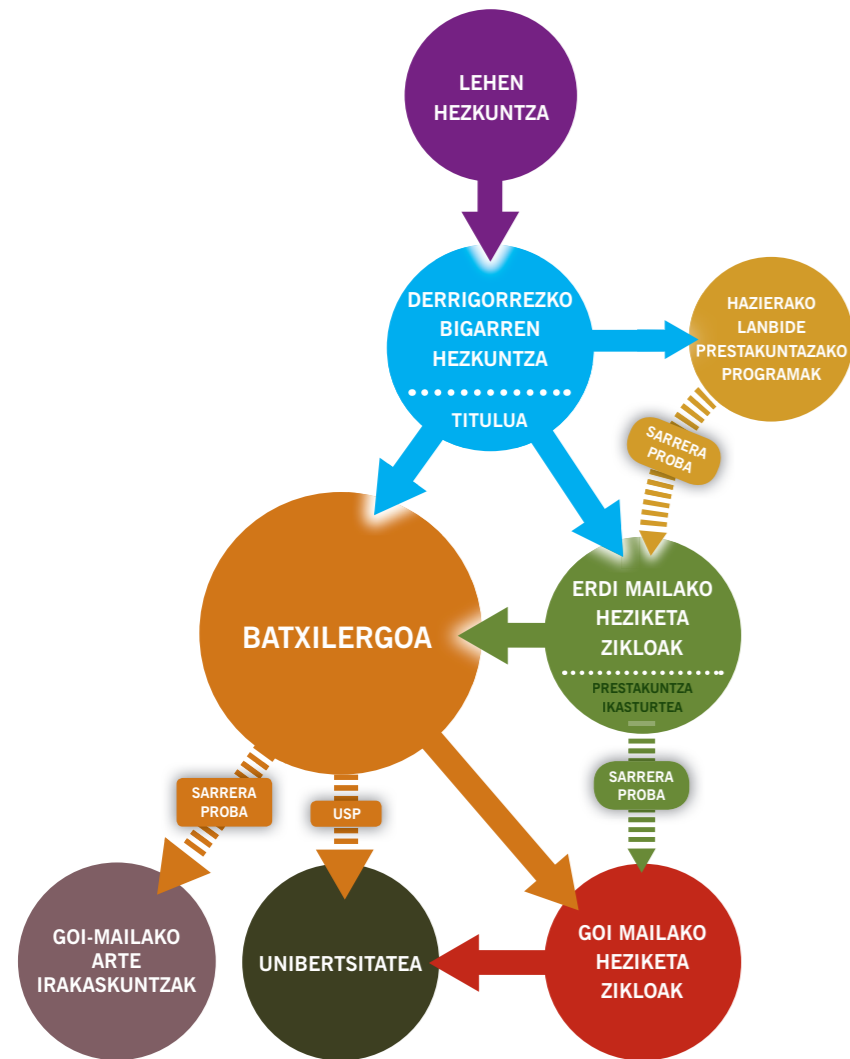 LEHEN
HEZKUNTZA
DERRIGORREZKO
BIGARREN
HEZKUNTZA
TITULUA
HAZIERAKO
LANBIDE
PRESTAKUNTAZAKO
PROGRAMAK
SARRERA
PROBA
ERDI MAILAKO
HEZIKETA
ZIKLOAK
PRESTAKUNTZA
IKASTURTEA
BATXILERGOA
SARRERA
PROBA
USP
SARRERA
PROBA
GOI-MAILAKO
ARTE
IRAKASKUNTZAK
UNIBERTSITATEA
GOI MAILAKO
HEZIKETA
ZIKLOAK